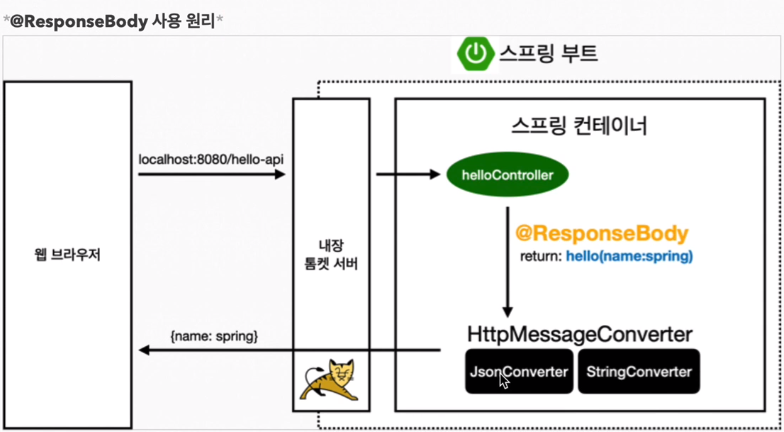 *@ResponseBody 사용 원리*
스프링 부트
스프링 컨테이너
localhost:8080/hello-api
helloController
@ResponseBody
return: hello(name:spring)
웹 브라우저
내장
톰켓 서버
HttpMessageConverter
{name: spring}
JsonConverter
StringConverter